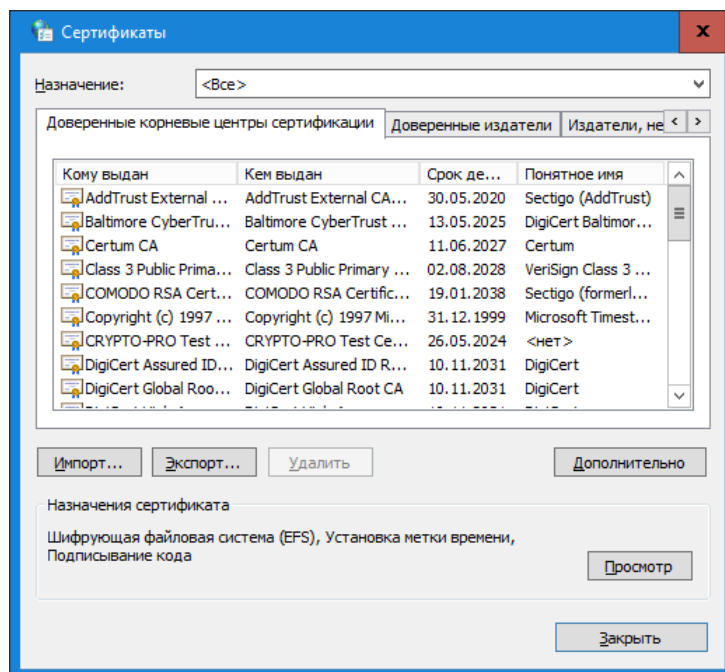 Сертификаты
Назначение: <Все>
Доверенные корневые центры сертификации Доверенные издатели Издатели, не
Кому выдан Кем выдан Срок де... Понятное имя
AddTrust External ... AddTrust External CA... 30.05.2020 Sectigo (AddTrust)
Baltimore CyberTru... Baltimore CyberTrust ... 13.05.2025 DigiCert Baltimor...
Certum CA Certum CA 11.06.2027 Certum
Class 3 Public Prima... Class 3 Public Primary ... 02.08.2028 VeriSign Class 3 ...
COMODO RSA Cert... COMODO RSA Certific... 19.01.2038 Sectigo (formerl...
Copyright (c) 1997 ... Copyright (c) 1997 Mi... 31.12.1999 Microsoft Timest...
CRYPTO-PRO Test ... CRYPTO-PRO Test Ce... 26.05.2024 <нет>
DigiCert Assured ID... DigiCert Assured ID R... 10.11.2031 DigiCert
DigiCert Global Roo... DigiCert Global Root CA 10.11.2031 DigiCert
Импорт... Экспорт... Удалить Дополнительно
Назначения сертификата
Шифрующая файловая система (EFS), Установка метки времени,
Подписывание кода
Просмотр
Закрыть